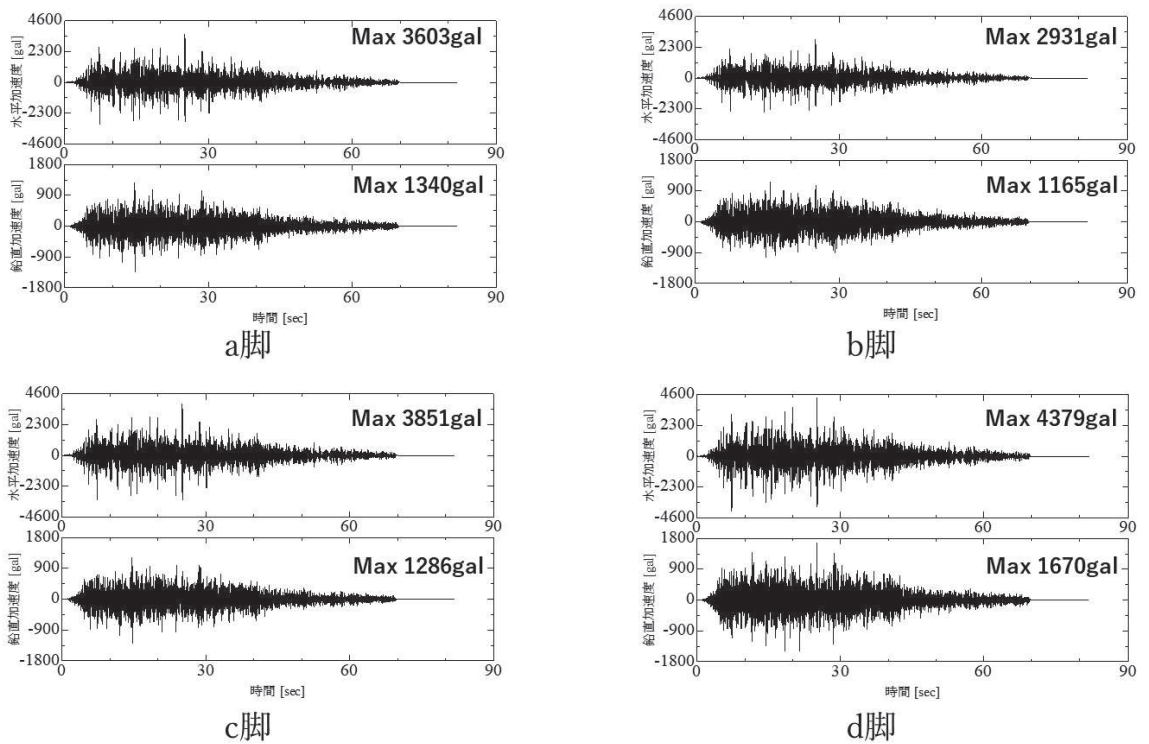 4600
2300
0
-2300
-4600
水平加速度 [gal]
Max 3603gal
0 30 60 90
1800
900
0
-900
-1800
鉛直加速度 [gal]
Max 1340gal
0 30 60 90
時間 [sec]
a脚
4600
2300
0
-2300
-4600
水平加速度 [gal]
Max 2931gal
0 30 60 90
1800
900
0
-900
-1800
鉛直加速度 [gal]
Max 1165gal
0 30 60 90
時間 [sec]
b脚
4600
2300
0
-2300
-4600
水平加速度 [gal]
Max 3851gal
0 30 60 90
1800
900
0
-900
-1800
鉛直加速度 [gal]
Max 1286gal
0 30 60 90
時間 [sec]
c脚
4600
2300
0
-2300
-4600
水平加速度 [gal]
Max 4379gal
0 30 60 90
1800
900
0
-900
-1800
鉛直加速度 [gal]
Max 1670gal
0 30 60 90
時間 [sec]
d脚